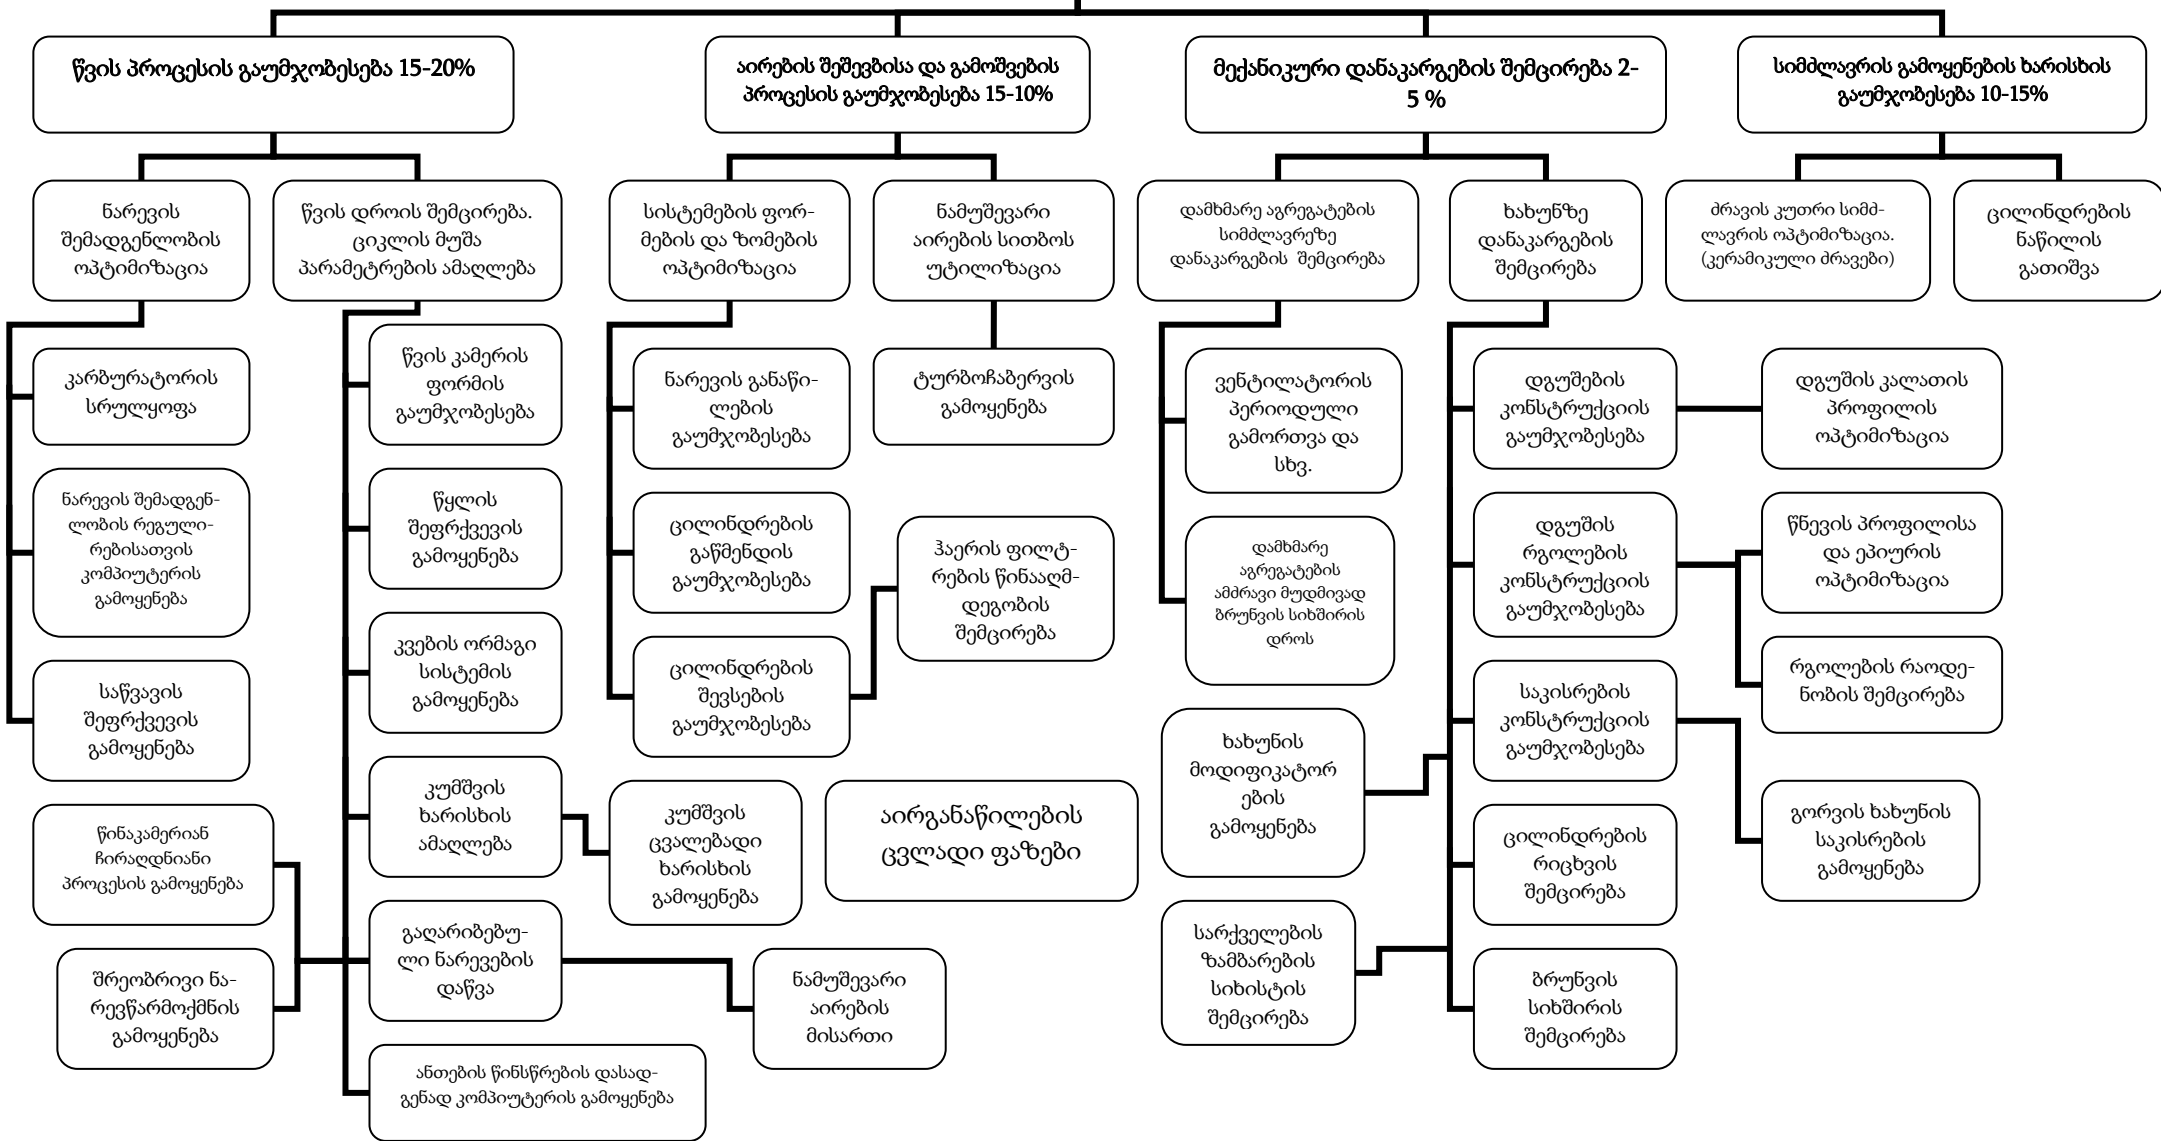 წვის პროცესის გაუმჯობესება 15-20%
აირების შეშევბისა და გამოშვების
პროცესის გაუმჯობესება 15-10%
მექანიკური დანაკარგების შემცირება 2-
5 %
სიმძლავრის გამოყენების ხარისხის
გაუმჯობესება 10-15%
ნარევის
შემადგენლობის
ოპტიმიზაცია
წვის დროის შემცირება.
ციკლის მუშა
პარამეტრების ამაღლება
სისტემების ფორ-
მების და ზომების
ოპტიმიზაცია
ნამუშევარი
აირების სითბოს
უტილიზაცია
დამხმარე აგრეგატების
სიმძლავრეზე
დანაკარგების შემცირება
ხახუნზე
დანაკარგების
შემცირება
ძრავის კუთრი სიმძ-
ლავრის ოპტიმიზაცია.
(კერამიკული ძრავები)
ცილინდრების
ნაწილის
გათიშვა
კარბურატორის
სრულყოფა
ნარევის შემადგენ-
ლობის რეგული-
რებისათვის
კომპიუტერის
გამოყენება
საწვავის
შეფრქვევის
გამოყენება
წინაკამერიან
ჩირაღდნიანი
პროცესის გამოყენება
შრეობრივი ნა-
რევწარმოქმნის
გამოყენება
წვის კამერის
ფორმის
გაუმჯობესება
წყლის
შეფრქვევის
გამოყენება
კვების ორმაგი
სისტემის
გამოყენება
კუმშვის
ხარისხის
ამაღლება
კუმშვის
ცვალებადი
ხარისხის
გამოყენება
გაღარიბებუ-
ლი ნარევების
დაწვა
ნამუშევარი
აირების
მისართი
ანთების წინსწრების დასად-
გენად კომპიუტერის გამოყენება
ნარევის განაწი-
ლების
გაუმჯობესება
ცილინდრების
გაწმენდის
გაუმჯობესება
ცილინდრების
შევსების
გაუმჯობესება
ტურბოჩაბერვის
გამოყენება
ჰაერის ფილტ-
რების წინააღმ-
დეგობის
შემცირება
აირგანაწილების
ცვლადი ფაზები
ვენტილატორის
პერიოდული
გამორთვა და
სხვ.
დამხმარე
აგრეგატების
ამძრავი მუდმივად
ბრუნვის სიხშირის
დროს
ხახუნის
მოდიფიკატორ
ების
გამოყენება
სარქველების
ზამბარების
სიხისტის
შემცირება
დგუშების
კონსტრუქციის
გაუმჯობესება
დგუშის
რგოლების
კონსტრუქციის
გაუმჯობესება
საკისრების
კონსტრუქციის
გაუმჯობესება
ცილინდრების
რიცხვის
შემცირება
ბრუნვის
სიხშირის
შემცირება
დგუშის კალათის
პროფილის
ოპტიმიზაცია
წნევის პროფილისა
და ეპიურის
ოპტიმიზაცია
რგოლების რაოდე-
ნობის შემცირება
გორვის ხახუნის
საკისრების
გამოყენება